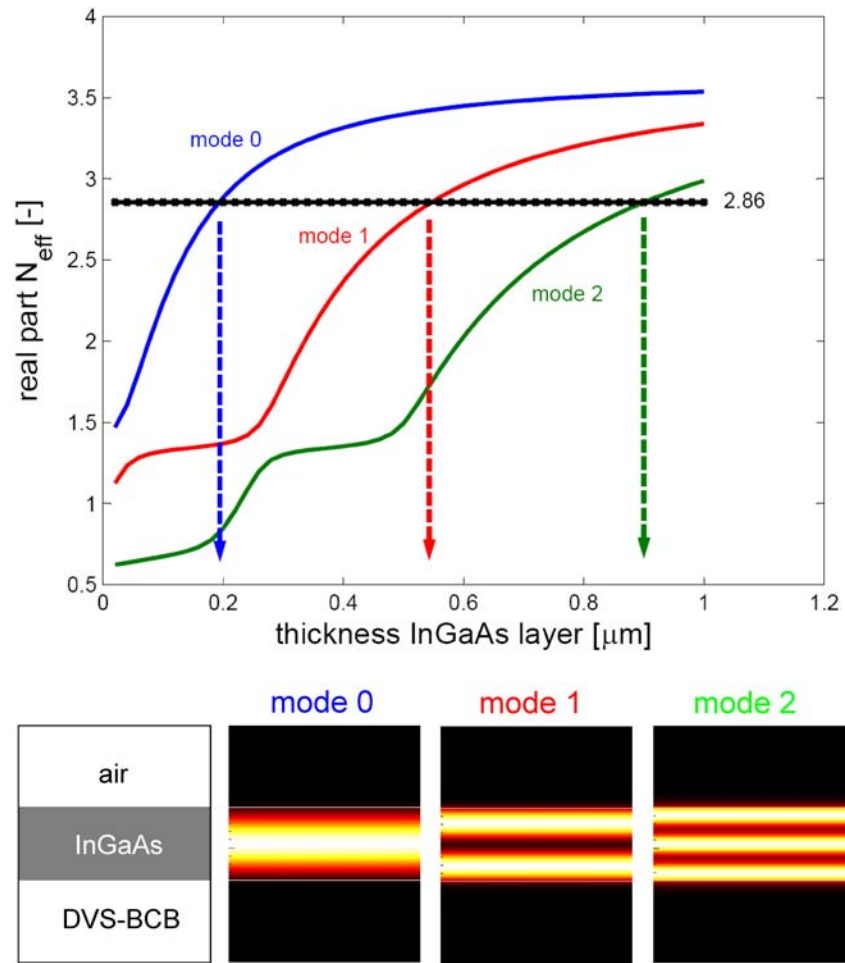 4
3.5
mode 0
3
2.86
real part N_eff [-]
2.5
mode 1
mode 2
2
1.5
1
0.5
0
0.2
0.4
0.6
0.8
1
1.2
thickness InGaAs layer [μm]
mode 0
mode 1
mode 2
air
InGaAs
DVS-BCB